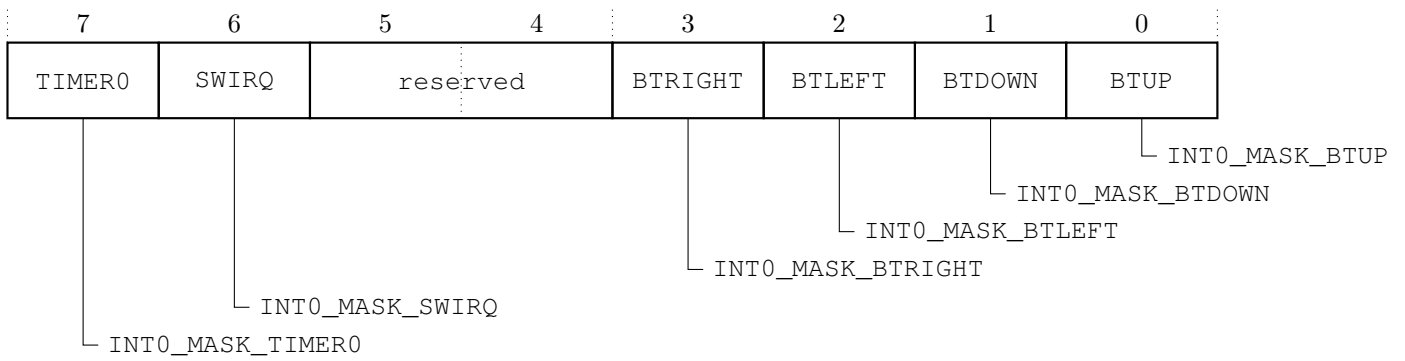 7 6 5 4 3 2 1 0
TIMER0 SWIRQ reserved BTRIGHT BTLEFT BTDOWN BTUP
INT0_MASK_BTUP
INT0_MASK_BTDOWN
INT0_MASK_BTLEFT
INT0_MASK_BTRIGHT
INT0_MASK_SWIRQ
INT0_MASK_TIMER0